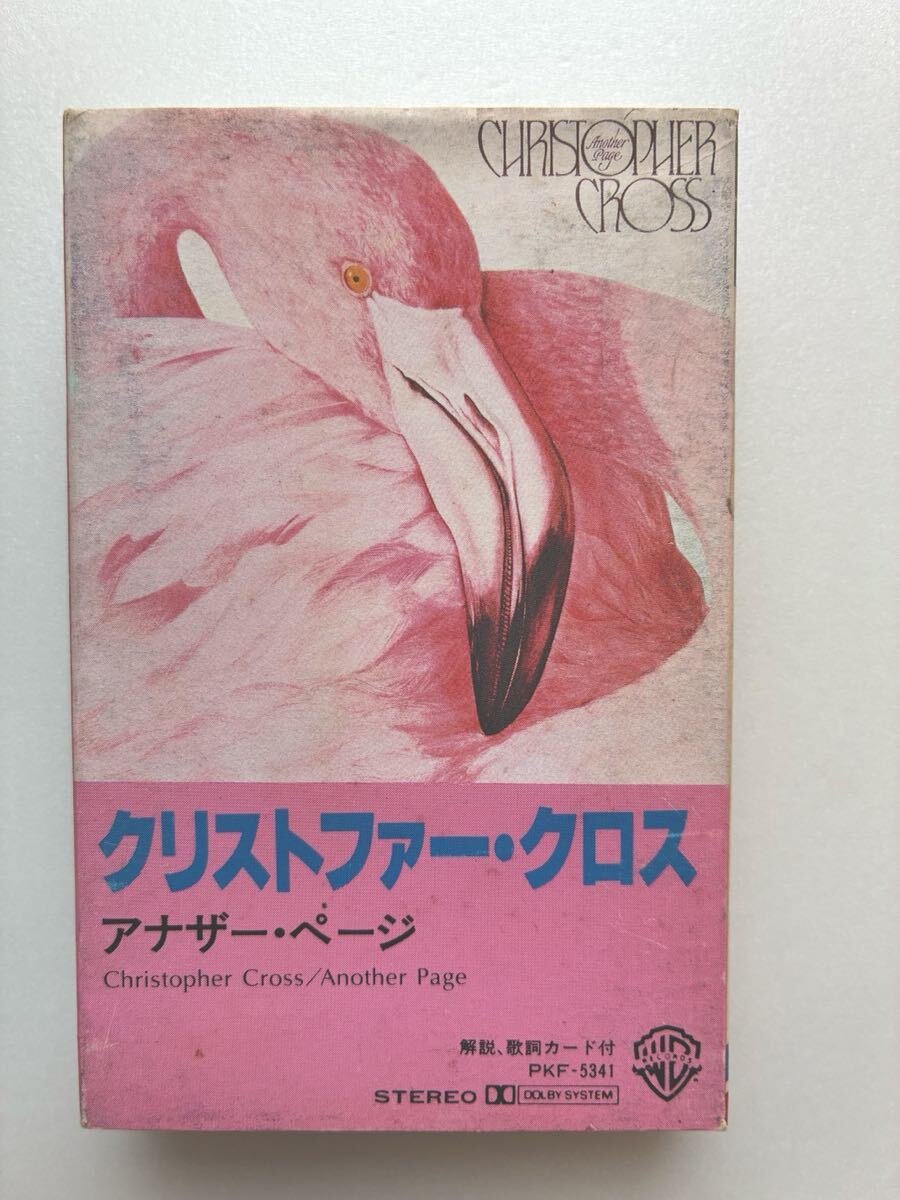 CHRISTOPHER
Another
Page
CROSS
クリストファー・クロス
アナザー・ページ
Christopher Cross/Another Page
解説、歌詞カード付
PKF-5341
STEREO DOLBY SYSTEM
WB
RECORDS